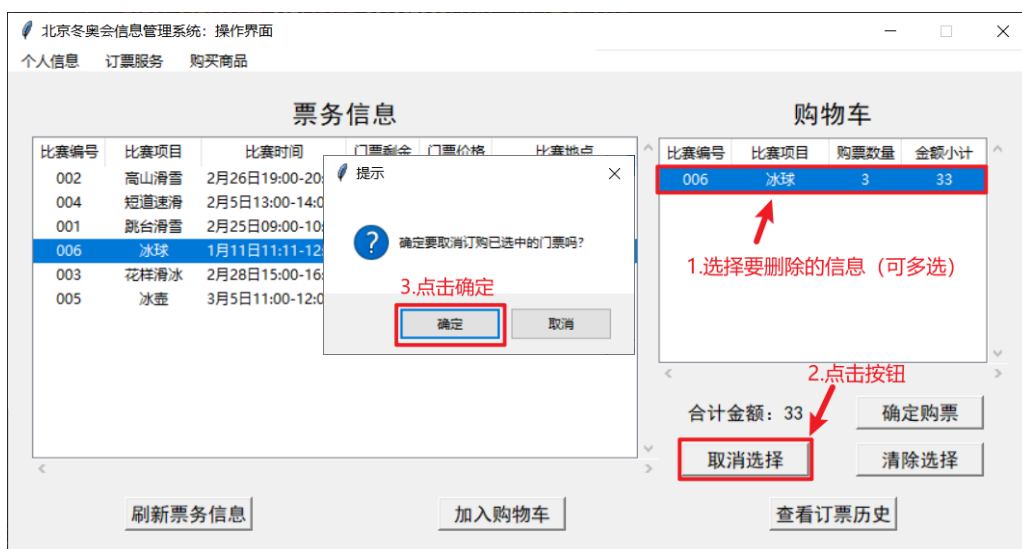 北京冬奥会信息管理系统：操作界面
个人信息 订票服务 购买商品
票务信息
比赛编号 比赛项目 比赛时间 门票剩余 门票价格 比赛地点
002 高山滑雪 2月26日19:00-20:
004 短道速滑 2月5日13:00-14:0
001 跳台滑雪 2月25日09:00-10:
006 冰球 1月11日11:11-12:
003 花样滑冰 2月28日15:00-16:
005 冰壶 3月5日11:00-12:0
提示
确定要取消订购已选中的门票吗?
3.点击确定
确定 取消
购物车
比赛编号 比赛项目 购票数量 金额小计
006 冰球 3 33
1.选择要删除的信息（可多选）
2.点击按钮
合计金额：33 确定购票
取消选择 清除选择
刷新票务信息 加入购物车 查看订票历史